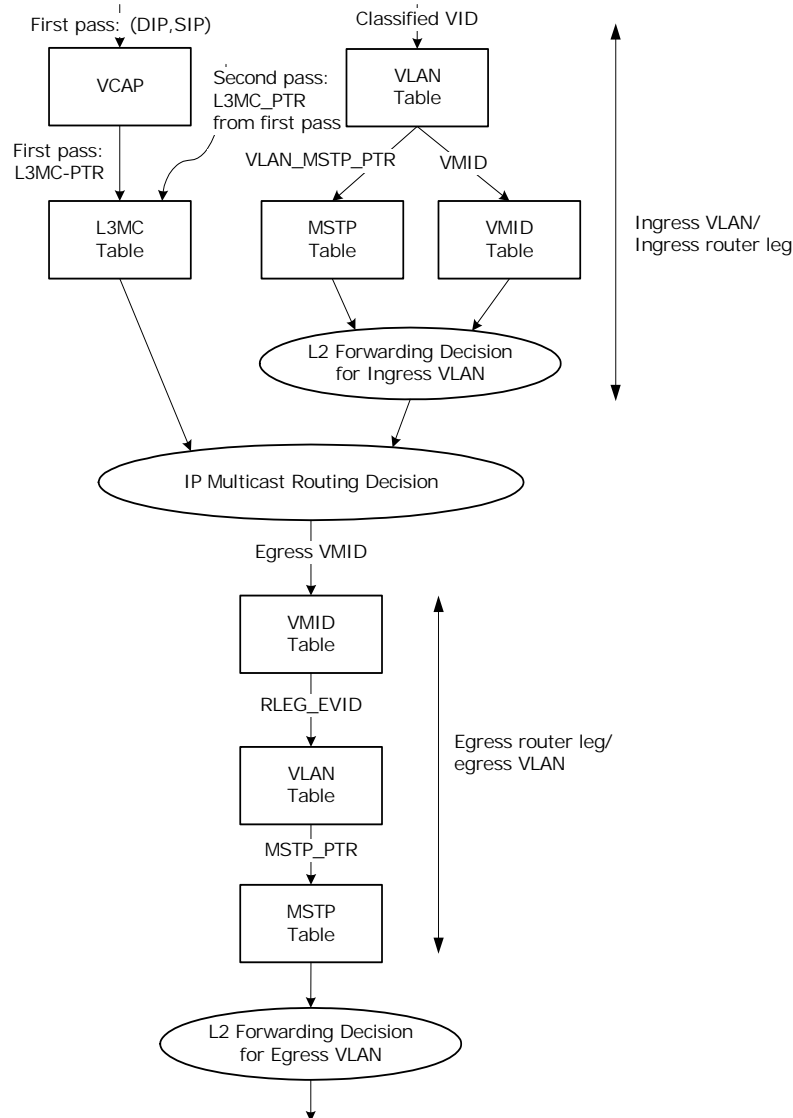 First pass: (DIP,SIP)
Classified VID
VCAP
Second pass:
L3MC_PTR
from first pass
VLAN
Table
First pass:
L3MC-PTR
VLAN_MSTP_PTR
VMID
L3MC
Table
MSTP
Table
VMID
Table
Ingress VLAN/
Ingress router leg
L2 Forwarding Decision
for Ingress VLAN
IP Multicast Routing Decision
Egress VMID
VMID
Table
RLEG_EVID
Egress router leg/
egress VLAN
VLAN
Table
MSTP_PTR
MSTP
Table
L2 Forwarding Decision
for Egress VLAN